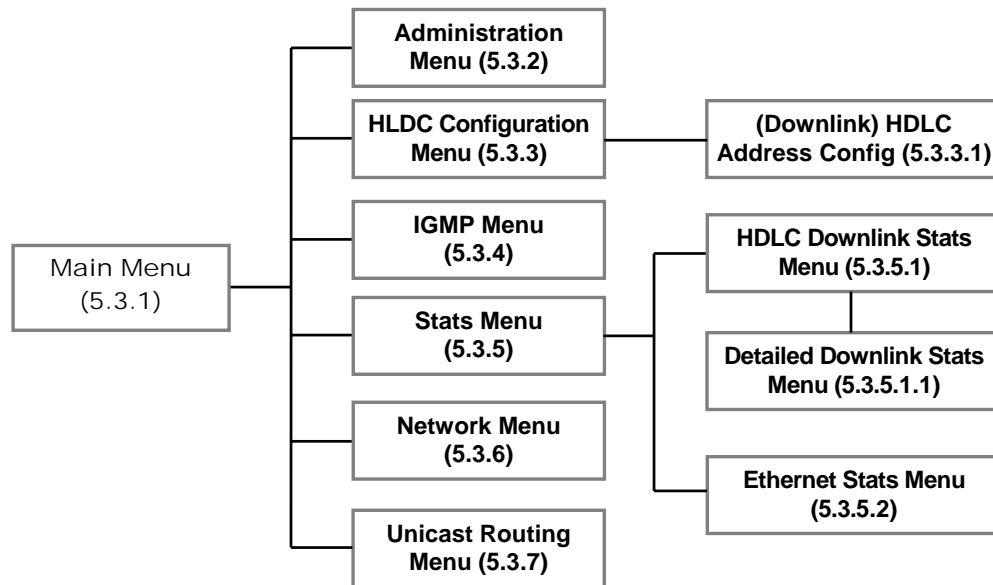 Administration
Menu (5.3.2)
HLDC Configuration
Menu (5.3.3)
(Downlink) HDLC
Address Config (5.3.3.1)
IGMP Menu
(5.3.4)
HDLC Downlink Stats
Menu (5.3.5.1)
Main Menu
(5.3.1)
Stats Menu
(5.3.5)
Detailed Downlink Stats
Menu (5.3.5.1.1)
Network Menu
(5.3.6)
Ethernet Stats Menu
(5.3.5.2)
Unicast Routing
Menu (5.3.7)